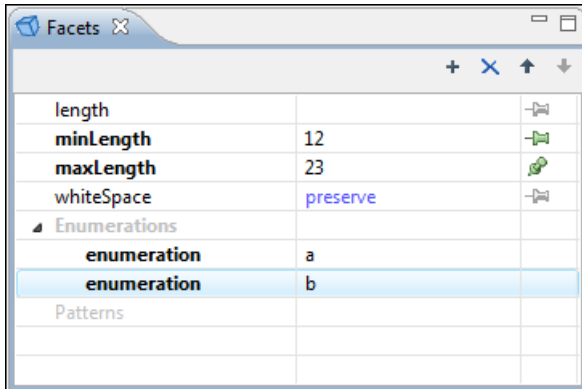 Facets
length
minLength 12
maxLength 23
whiteSpace preserve
Enumerations
enumeration a
enumeration b
Patterns